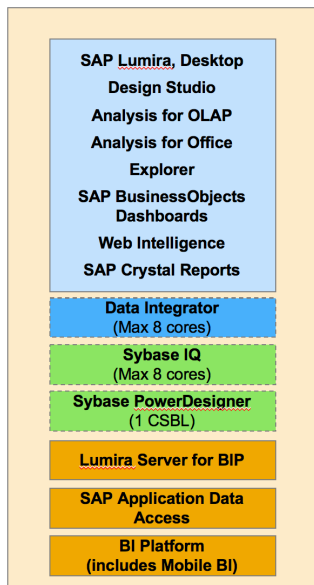 SAP Lumira, Desktop
Design Studio
Analysis for OLAP
Analysis for Office
Explorer
SAP BusinessObjects
Dashboards
Web Intelligence
SAP Crystal Reports
Data Integrator
(Max 8 cores)
Sybase IQ
(Max 8 cores)
Sybase PowerDesigner
(1 CSBL)
Lumira Server for BIP
SAP Application Data
Access
BI Platform
(includes Mobile BI)